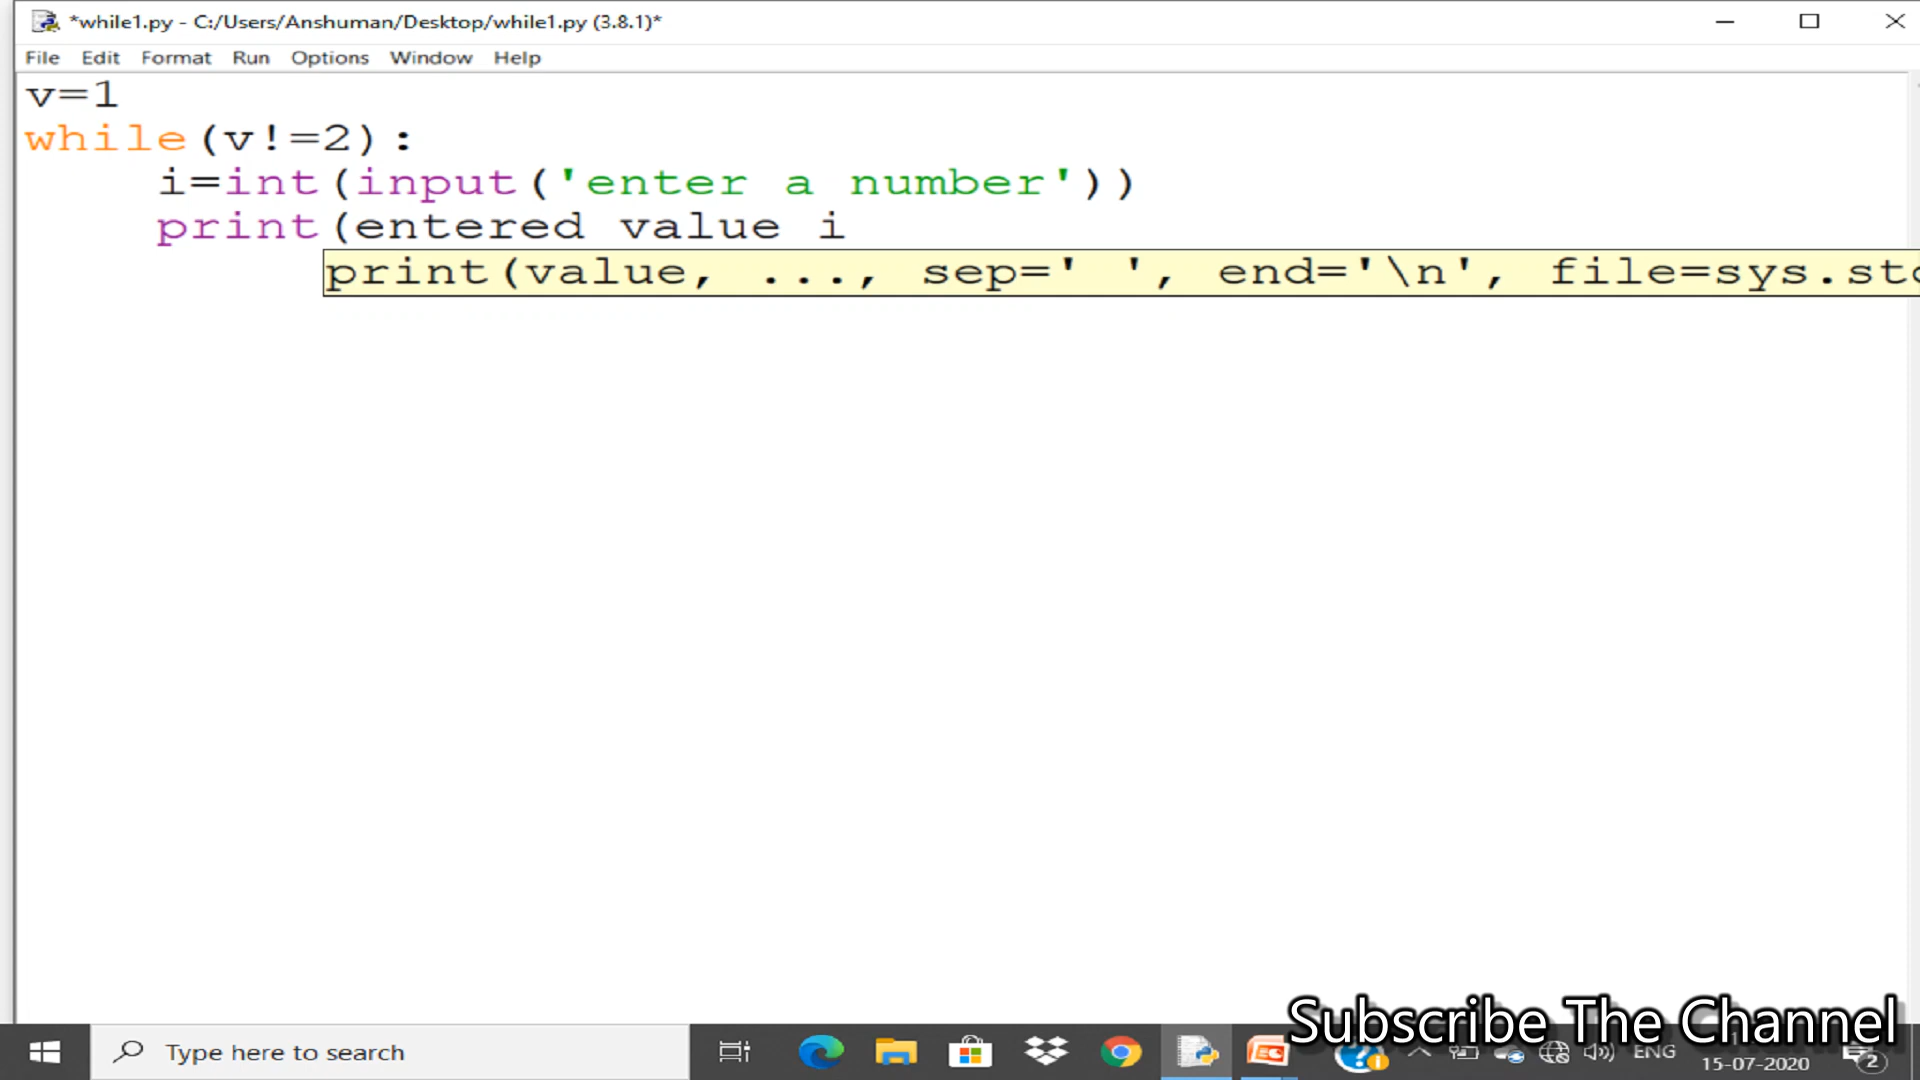 *while1.py - C:/Users/Anshuman/Desktop/while1.py (3.8.1)*
File Edit Format Run Options Window Help
v=1
while(v!=2):
i=int(input('enter a number'))
print(entered value i
print(value, ..., sep=' ', end='\n', file=sys.std
Subscribe The Channel
Type here to search
ENG
15-07-2020
2